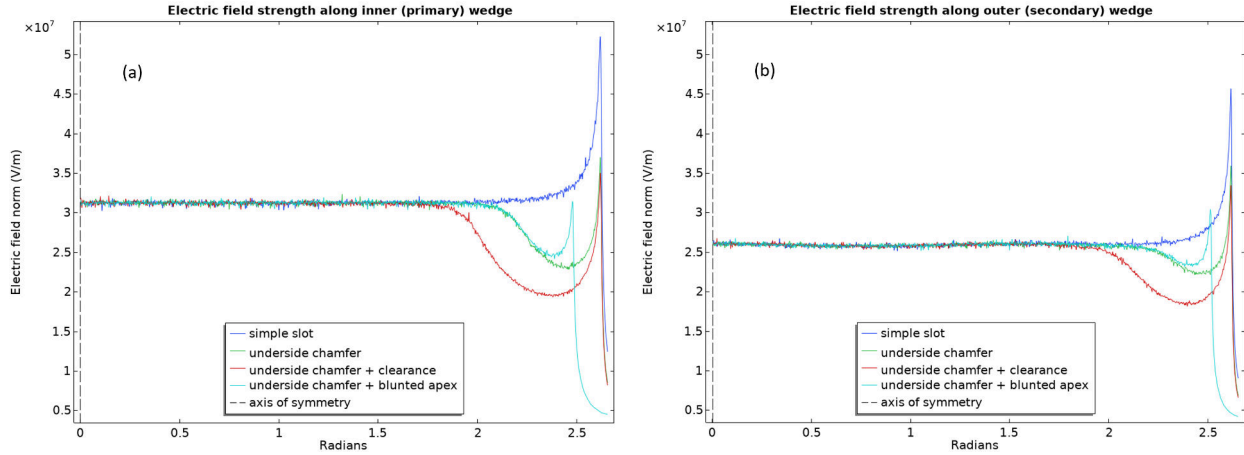 Electric field strength along inner (primary) wedge
×10⁷
(a)
5
4.5
4
3.5
3
2.5
2
1.5
1
0.5
Electric field norm (V/m)
simple slot
underside chamfer
underside chamfer + clearance
underside chamfer + blunted apex
axis of symmetry
0
0.5
1
1.5
2
2.5
Radians
Electric field strength along outer (secondary) wedge
×10⁷
(b)
5
4.5
4
3.5
3
2.5
2
1.5
1
0.5
Electric field norm (V/m)
simple slot
underside chamfer
underside chamfer + clearance
underside chamfer + blunted apex
axis of symmetry
0
0.5
1
1.5
2
2.5
Radians